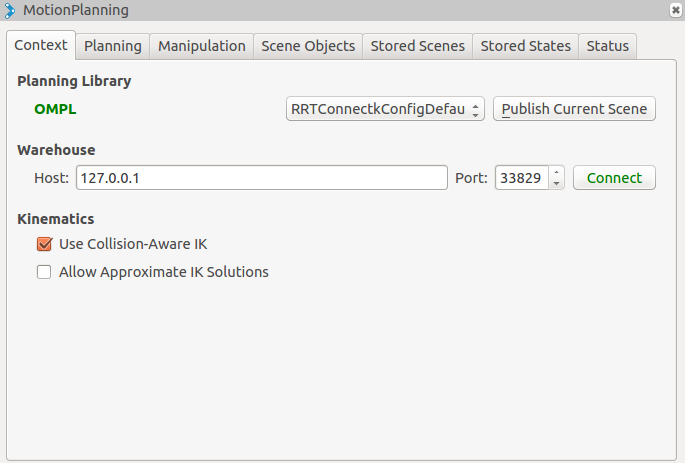 MotionPlanning
Context Planning Manipulation Scene Objects Stored Scenes Stored States Status
Planning Library
OMPL RRTConnectkConfigDefau Publish Current Scene
Warehouse
Host: 127.0.0.1 Port: 33829 Connect
Kinematics
Use Collision-Aware IK
Allow Approximate IK Solutions